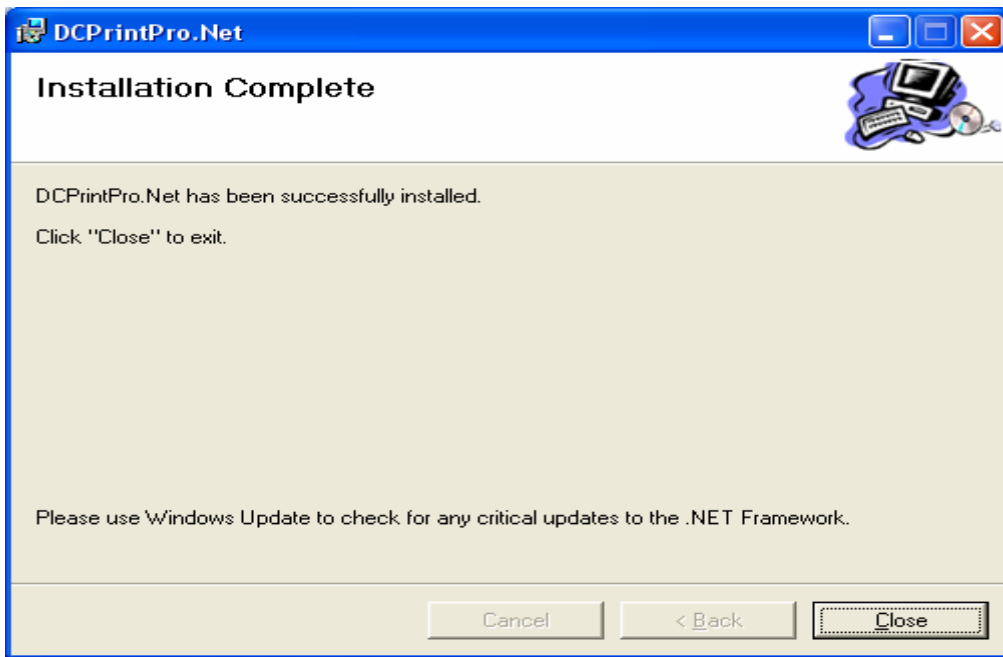 DCPrintPro.Net
Installation Complete
DCPrintPro.Net has been successfully installed.
Click "Close" to exit.
Please use Windows Update to check for any critical updates to the .NET Framework.
Cancel
< Back
Close